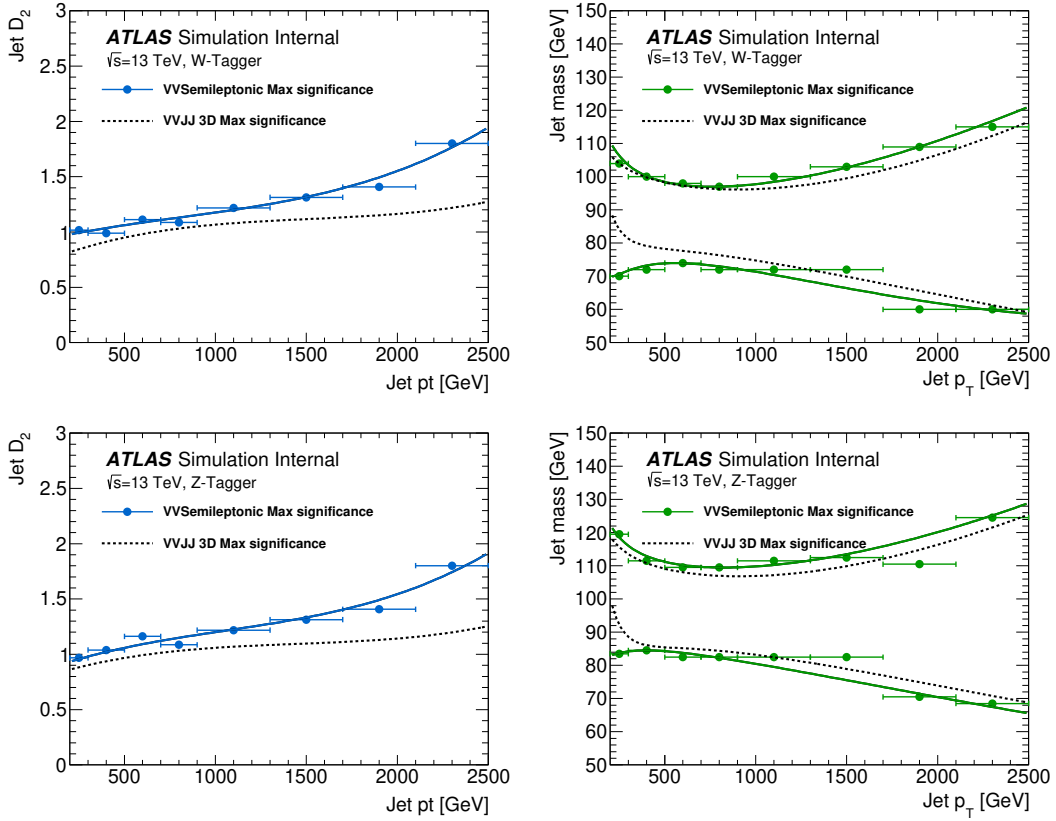 Jet D2
3
2.5
2
1.5
1
0.5
0
ATLAS Simulation Internal
√s=13 TeV, W-Tagger
VVSemileptonic Max significance
VVJJ 3D Max significance
500 1000 1500 2000 2500
Jet pt [GeV]
Jet mass [GeV]
150
140
130
120
110
100
90
80
70
60
50
ATLAS Simulation Internal
√s=13 TeV, W-Tagger
VVSemileptonic Max significance
VVJJ 3D Max significance
500 1000 1500 2000 2500
Jet pT [GeV]
Jet D2
3
2.5
2
1.5
1
0.5
0
ATLAS Simulation Internal
√s=13 TeV, Z-Tagger
VVSemileptonic Max significance
VVJJ 3D Max significance
500 1000 1500 2000 2500
Jet pt [GeV]
Jet mass [GeV]
150
140
130
120
110
100
90
80
70
60
50
ATLAS Simulation Internal
√s=13 TeV, Z-Tagger
VVSemileptonic Max significance
VVJJ 3D Max significance
500 1000 1500 2000 2500
Jet pT [GeV]